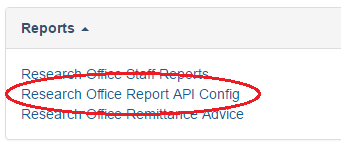 Reports
Research Office Staff Reports
Research Office Report API Config
Research Office Remittance Advice